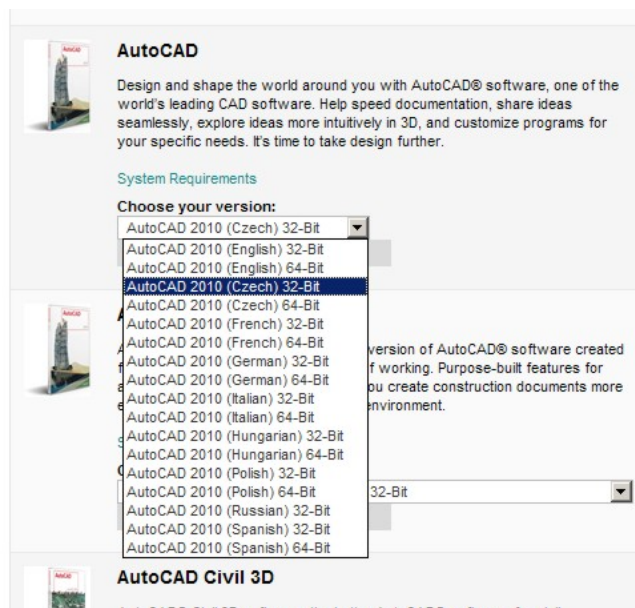 AutoCAD
Design and shape the world around you with AutoCAD® software, one of the
world's leading CAD software. Help speed documentation, share ideas
seamlessly, explore ideas more intuitively in 3D, and customize programs for
your specific needs. It's time to take design further.
System Requirements
Choose your version:
AutoCAD 2010 (Czech) 32-Bit
AutoCAD 2010 (English) 32-Bit
AutoCAD 2010 (English) 64-Bit
AutoCAD 2010 (Czech) 32-Bit
AutoCAD 2010 (Czech) 64-Bit
AutoCAD 2010 (French) 32-Bit
AutoCAD 2010 (French) 64-Bit
version of AutoCAD® software created
AutoCAD 2010 (German) 32-Bit
of working. Purpose-built features for
AutoCAD 2010 (German) 64-Bit
you create construction documents more
AutoCAD 2010 (Italian) 32-Bit
environment.
AutoCAD 2010 (Italian) 64-Bit
AutoCAD 2010 (Hungarian) 32-Bit
AutoCAD 2010 (Hungarian) 64-Bit
AutoCAD 2010 (Polish) 32-Bit
AutoCAD 2010 (Polish) 64-Bit
32-Bit
AutoCAD 2010 (Russian) 32-Bit
AutoCAD 2010 (Spanish) 32-Bit
AutoCAD 2010 (Spanish) 64-Bit
AutoCAD Civil 3D